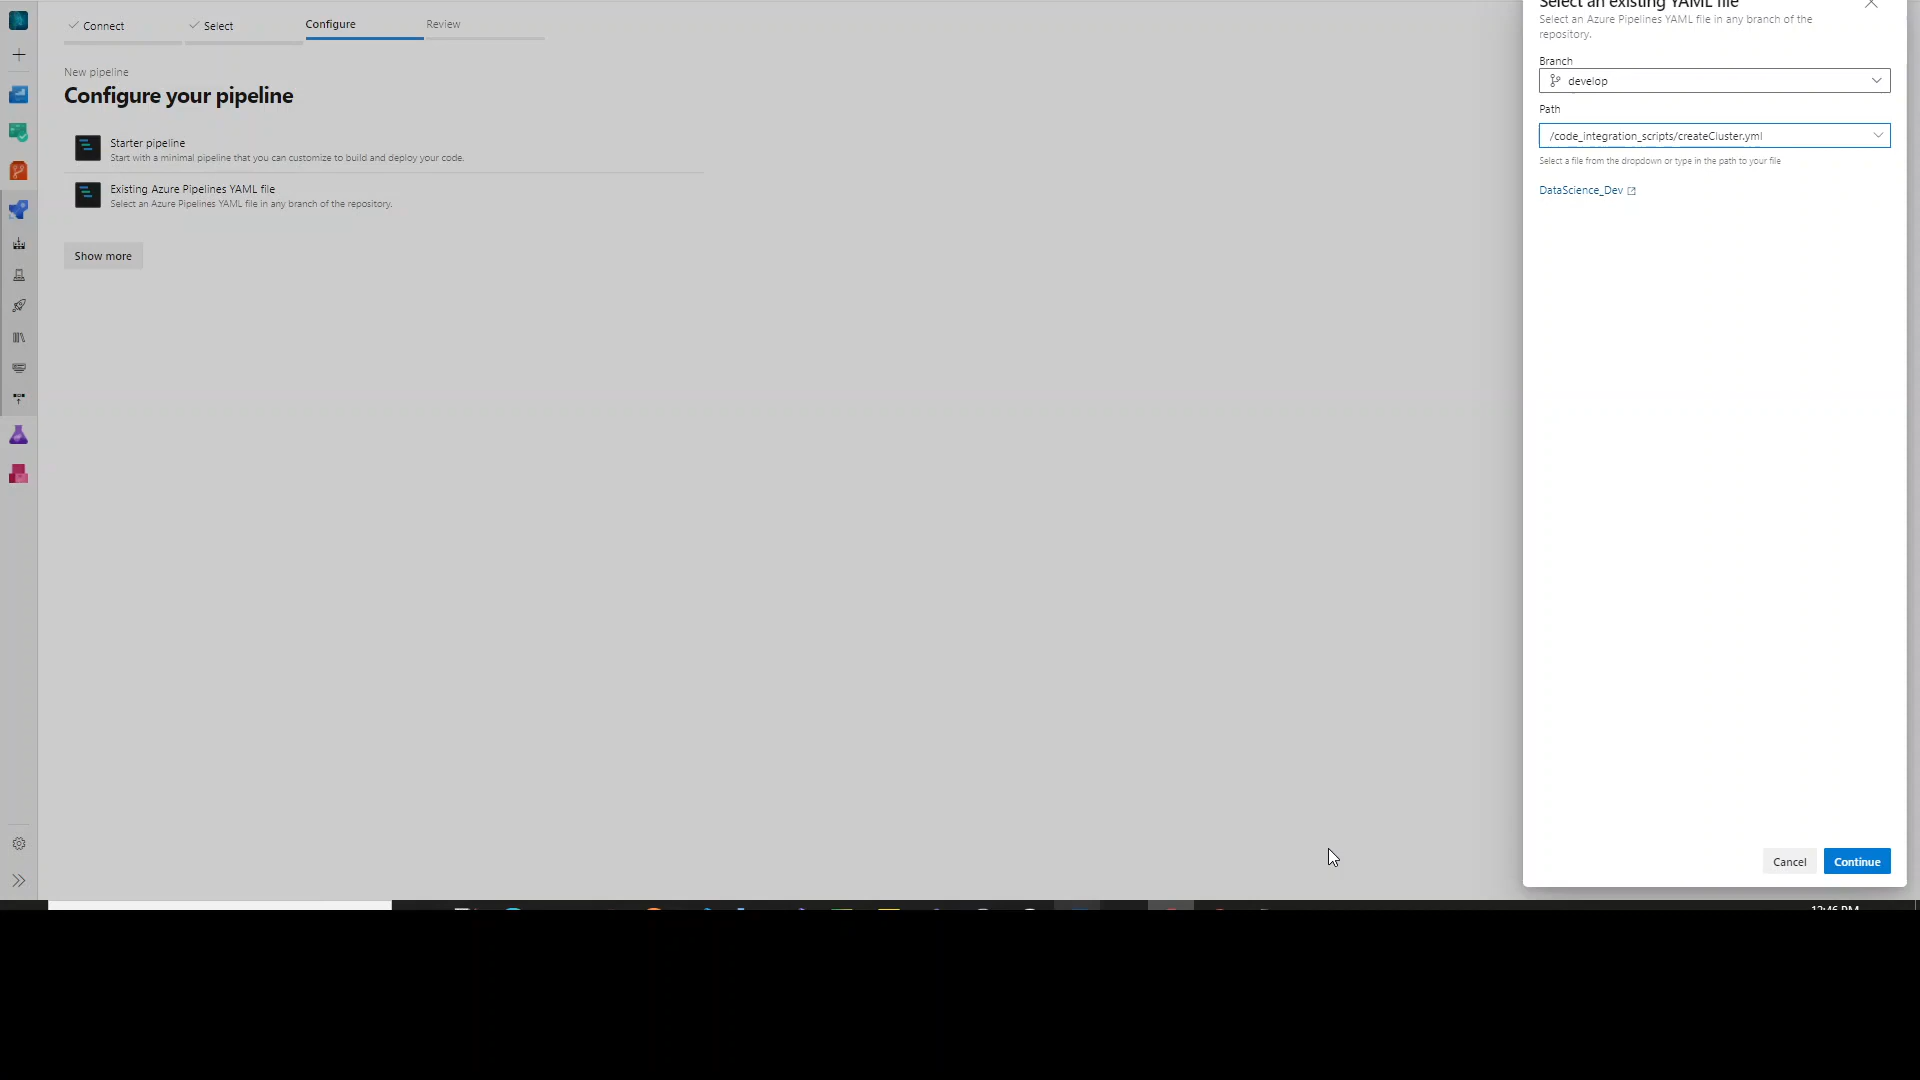 Connect
Select
Configure
Review
New pipeline
Configure your pipeline
Starter pipeline
Start with a minimal pipeline that you can customize to build and deploy your code.
Existing Azure Pipelines YAML file
Select an Azure Pipelines YAML file in any branch of the repository.
Show more
Select an existing YAML file
Select an Azure Pipelines YAML file in any branch of the
repository.
Branch
develop
Path
/code_integration_scripts/createCluster.yml
Select a file from the dropdown or type in the path to your file
DataScience_Dev
Cancel
Continue
12:46 PM